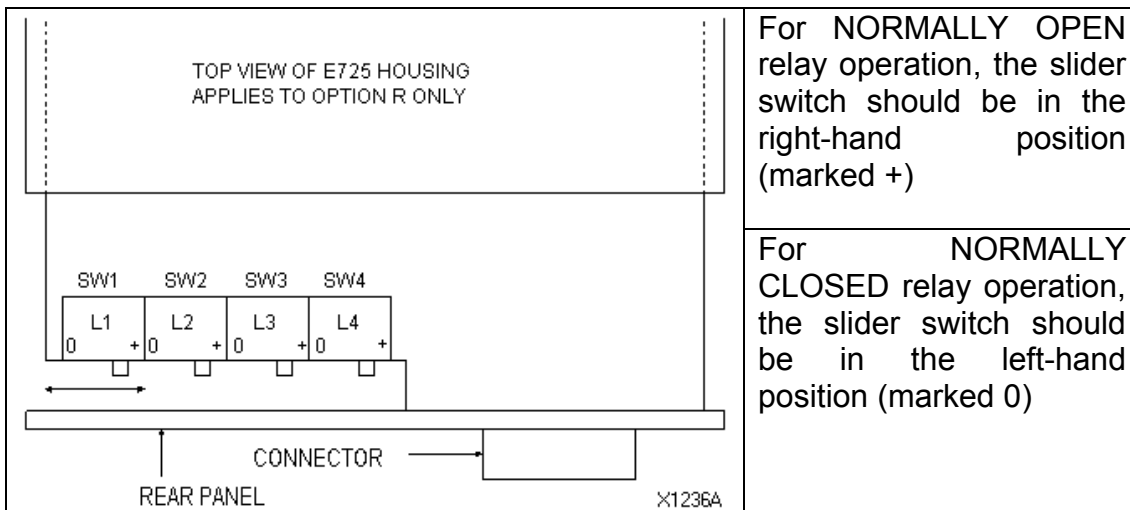 TOP VIEW OF E725 HOUSING
APPLIES TO OPTION R ONLY
SW1 SW2 SW3 SW4
L1 L2 L3 L4
0 + 0 + 0 + 0 +
CONNECTOR
REAR PANEL
X1236A
For NORMALLY OPEN
relay operation, the slider
switch should be in the
right-hand position
(marked +)
For NORMALLY
CLOSED relay operation,
the slider switch should
be in the left-hand
position (marked 0)